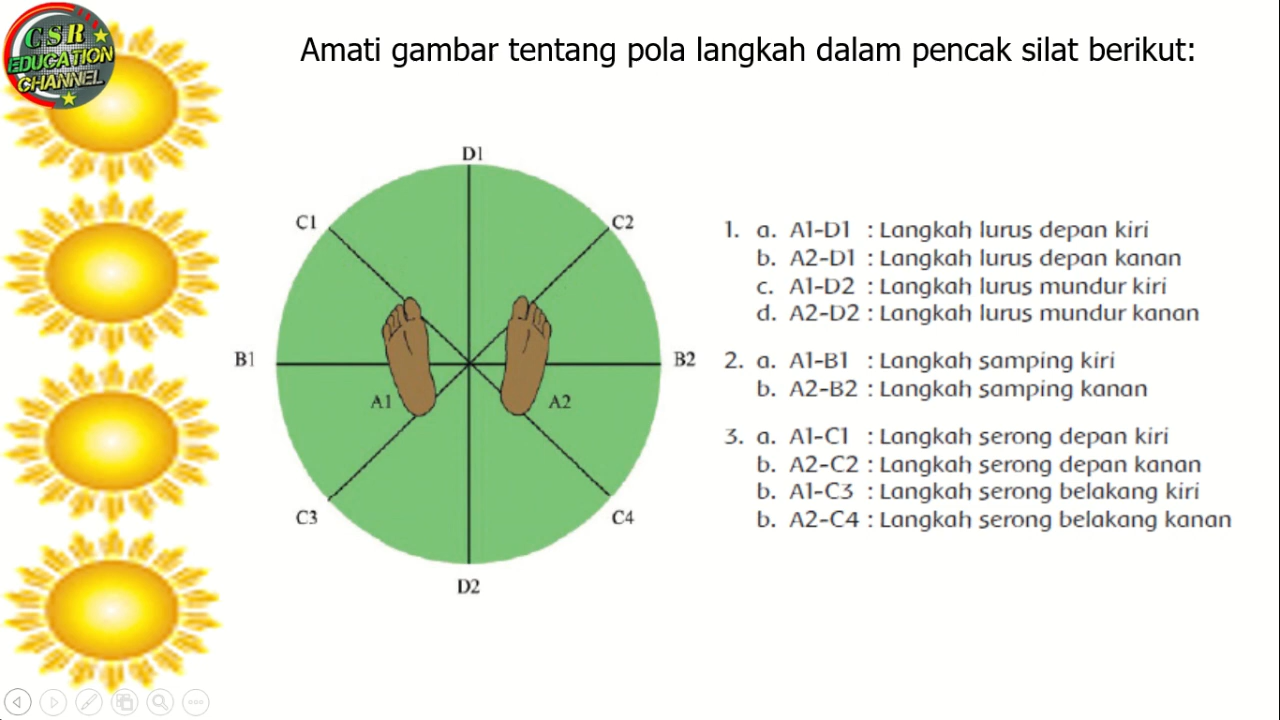 CSR
EDUCATION
CHANNEL
Amati gambar tentang pola langkah dalam pencak silat berikut:
D1
C1
C2
B1
B2
A1
A2
C3
C4
D2
1. a. A1-D1 : Langkah lurus depan kiri
b. A2-D1 : Langkah lurus depan kanan
c. A1-D2 : Langkah lurus mundur kiri
d. A2-D2 : Langkah lurus mundur kanan
2. a. A1-B1 : Langkah samping kiri
b. A2-B2 : Langkah samping kanan
3. a. A1-C1 : Langkah serong depan kiri
b. A2-C2 : Langkah serong depan kanan
b. A1-C3 : Langkah serong belakang kiri
b. A2-C4 : Langkah serong belakang kanan